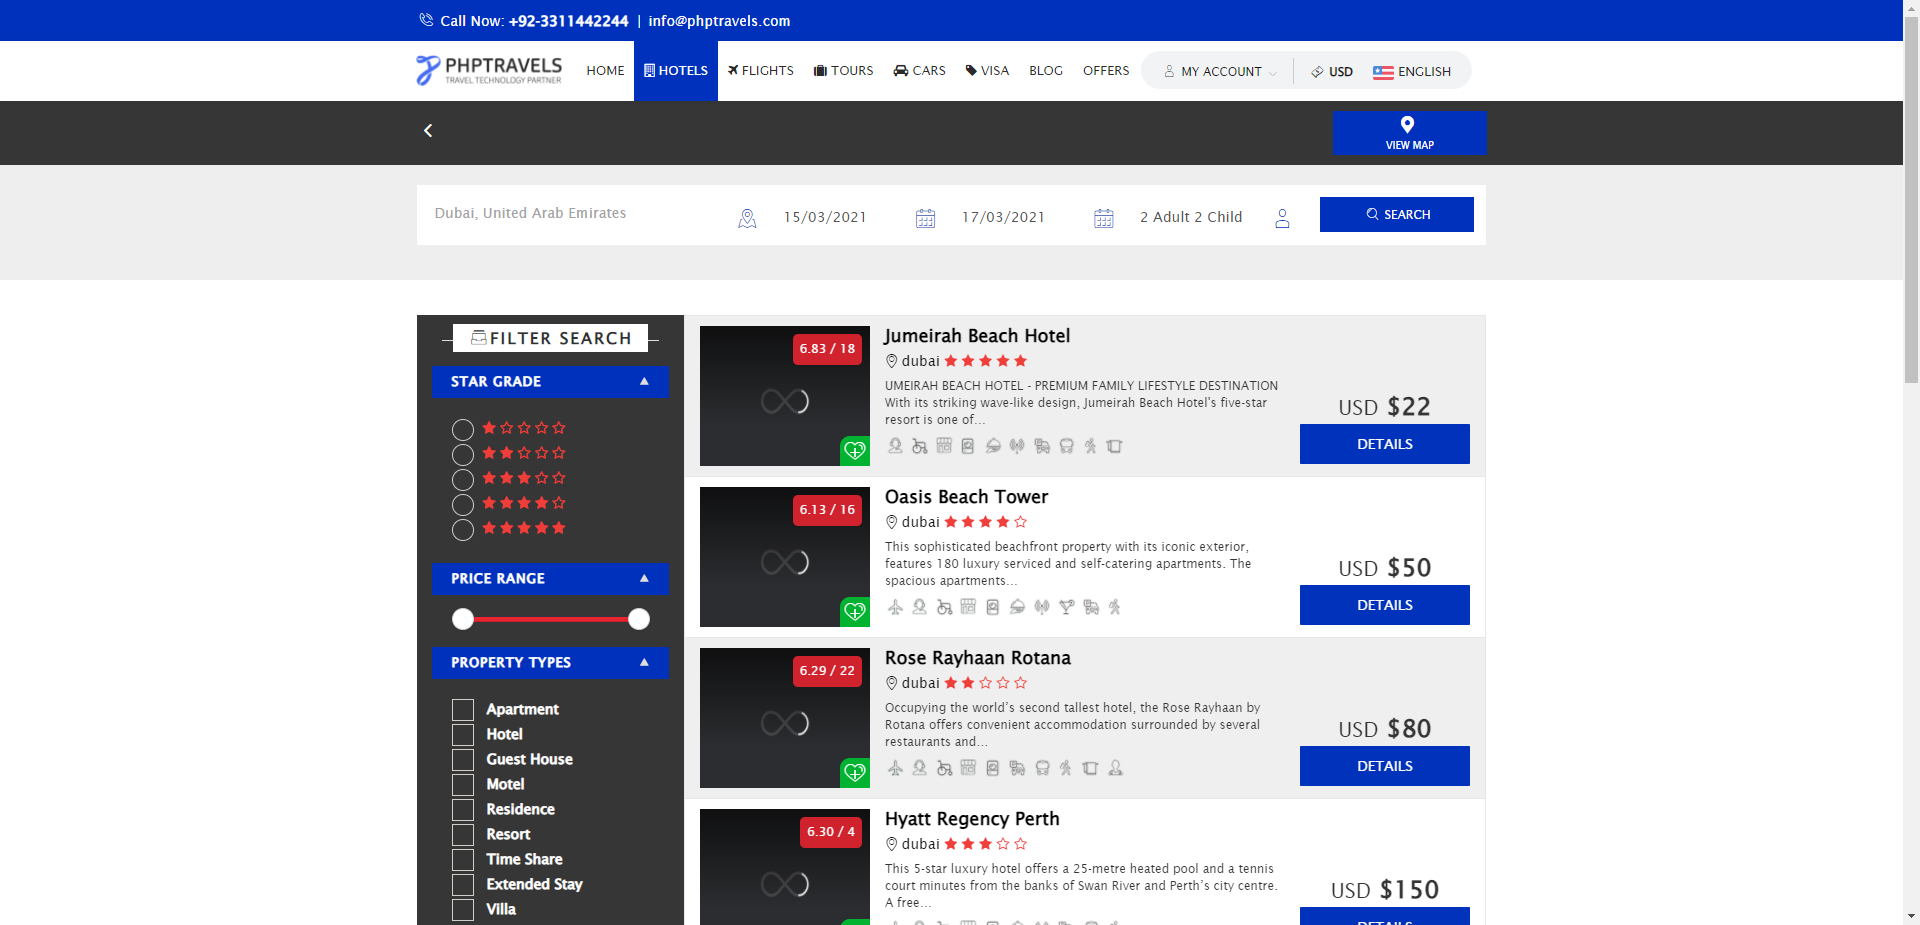 Call Now: +92-3311442244 | info@phptravels.com
PHPTRAVELS
TRAVEL TECHNOLOGY PARTNER
HOME HOTELS FLIGHTS TOURS CARS VISA BLOG OFFERS MY ACCOUNT USD ENGLISH
VIEW MAP
Dubai, United Arab Emirates 15/03/2021 17/03/2021 2 Adult 2 Child SEARCH
FILTER SEARCH
STAR GRADE
PRICE RANGE
PROPERTY TYPES
Apartment
Hotel
Guest House
Motel
Residence
Resort
Time Share
Extended Stay
Villa
6.83 / 18
Jumeirah Beach Hotel
dubai
UMEIRAH BEACH HOTEL - PREMIUM FAMILY LIFESTYLE DESTINATION
With its striking wave-like design, Jumeirah Beach Hotel's five-star
resort is one of...
USD $22
DETAILS
6.13 / 16
Oasis Beach Tower
dubai
This sophisticated beachfront property with its iconic exterior,
features 180 luxury serviced and self-catering apartments. The
spacious apartments...
USD $50
DETAILS
6.29 / 22
Rose Rayhaan Rotana
dubai
Occupying the world's second tallest hotel, the Rose Rayhaan by
Rotana offers convenient accommodation surrounded by several
restaurants and...
USD $80
DETAILS
6.30 / 4
Hyatt Regency Perth
dubai
This 5-star luxury hotel offers a 25-metre heated pool and a tennis
court minutes from the banks of Swan River and Perth's city centre.
A free...
USD $150
DETAILS